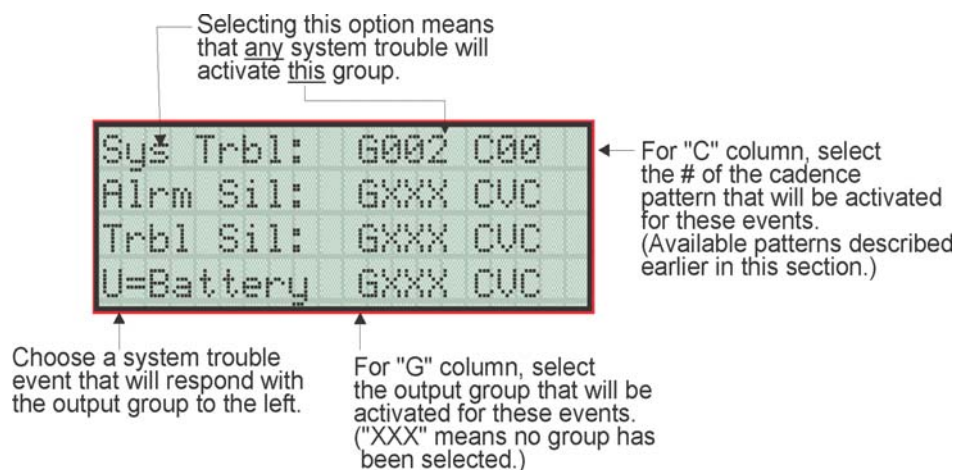 Selecting this option means
that any system trouble will
activate this group.
Sys Trbl: G002 C00
Alrm Sil: GXXX CVC
Trbl Sil: GXXX CVC
U=Battery GXXX CVC
For "C" column, select
the # of the cadence
pattern that will be activated
for these events.
(Available patterns described
earlier in this section.)
Choose a system trouble
event that will respond with
the output group to the left.
For "G" column, select
the output group that will be
activated for these events.
("XXX" means no group has
been selected.)